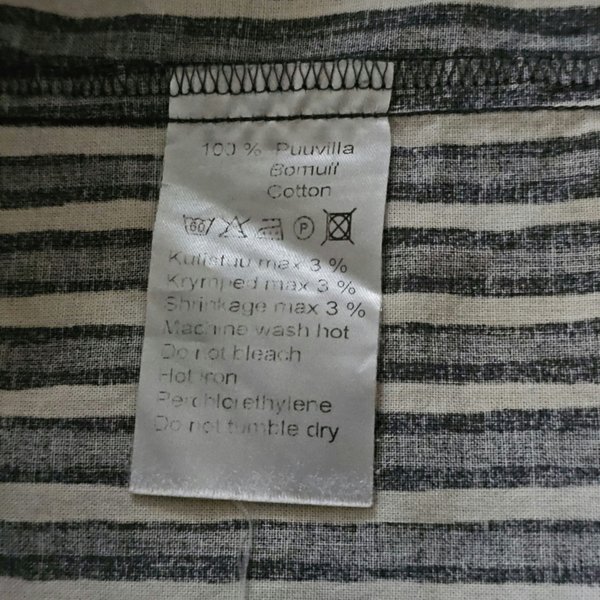 100 % Puuvilla
Bomull
Cotton
60 P
Kutistuu max 3 %
Krymped max 3 %
Shrinkage max 3 %
Machine wash hot
Do not bleach
Hot iron
Perchlorethylene
Do not tumble dry